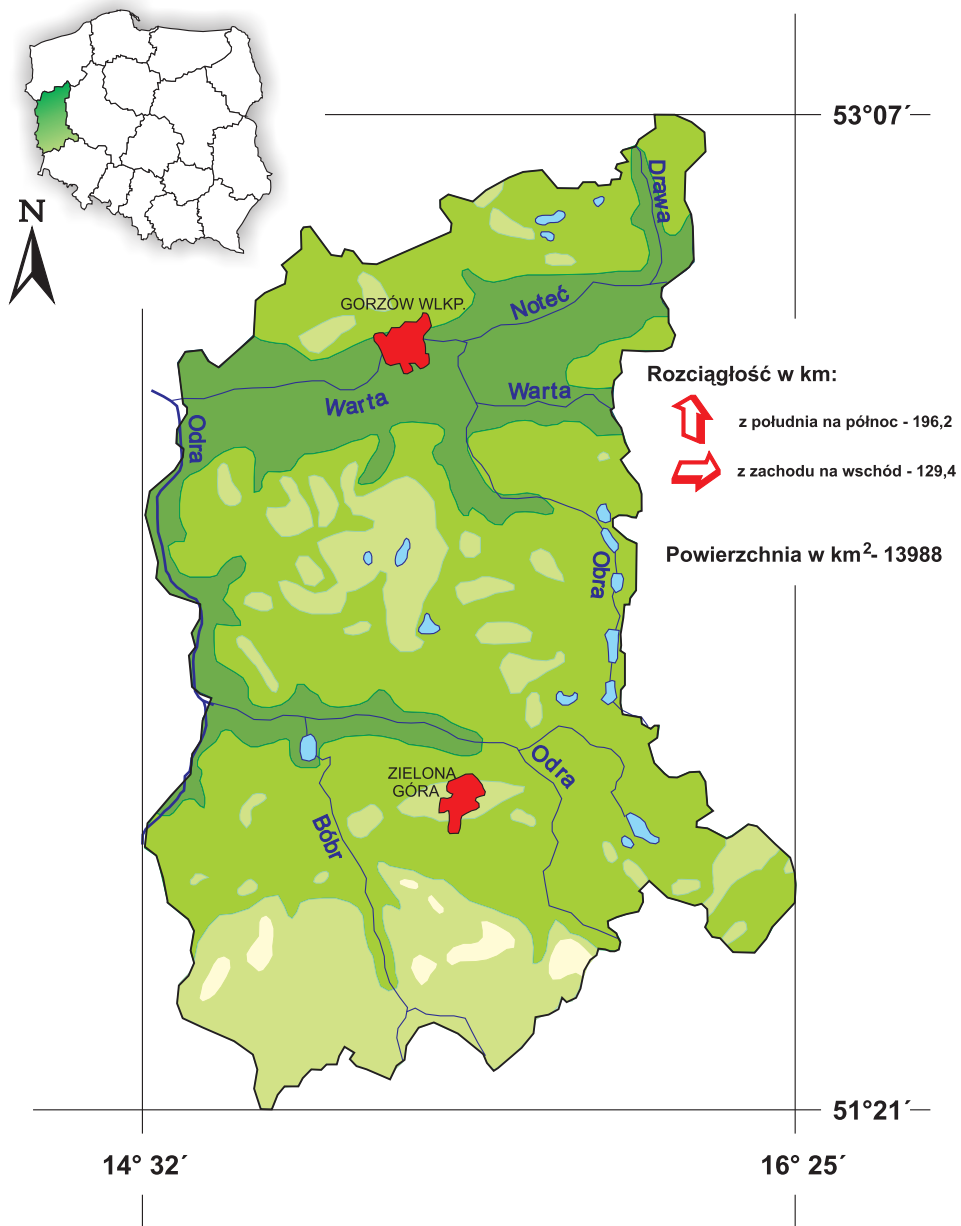 53°07´
N
Drawa
Noteć
GORZÓW WLKP.
Warta
Warta
Odra
Rozciągłość w km:
z południa na północ - 196,2
z zachodu na wschód - 129,4
Powierzchnia w km²- 13988
Obra
Odra
ZIELONA
GÓRA
Bóbr
51°21´
14° 32´
16° 25´